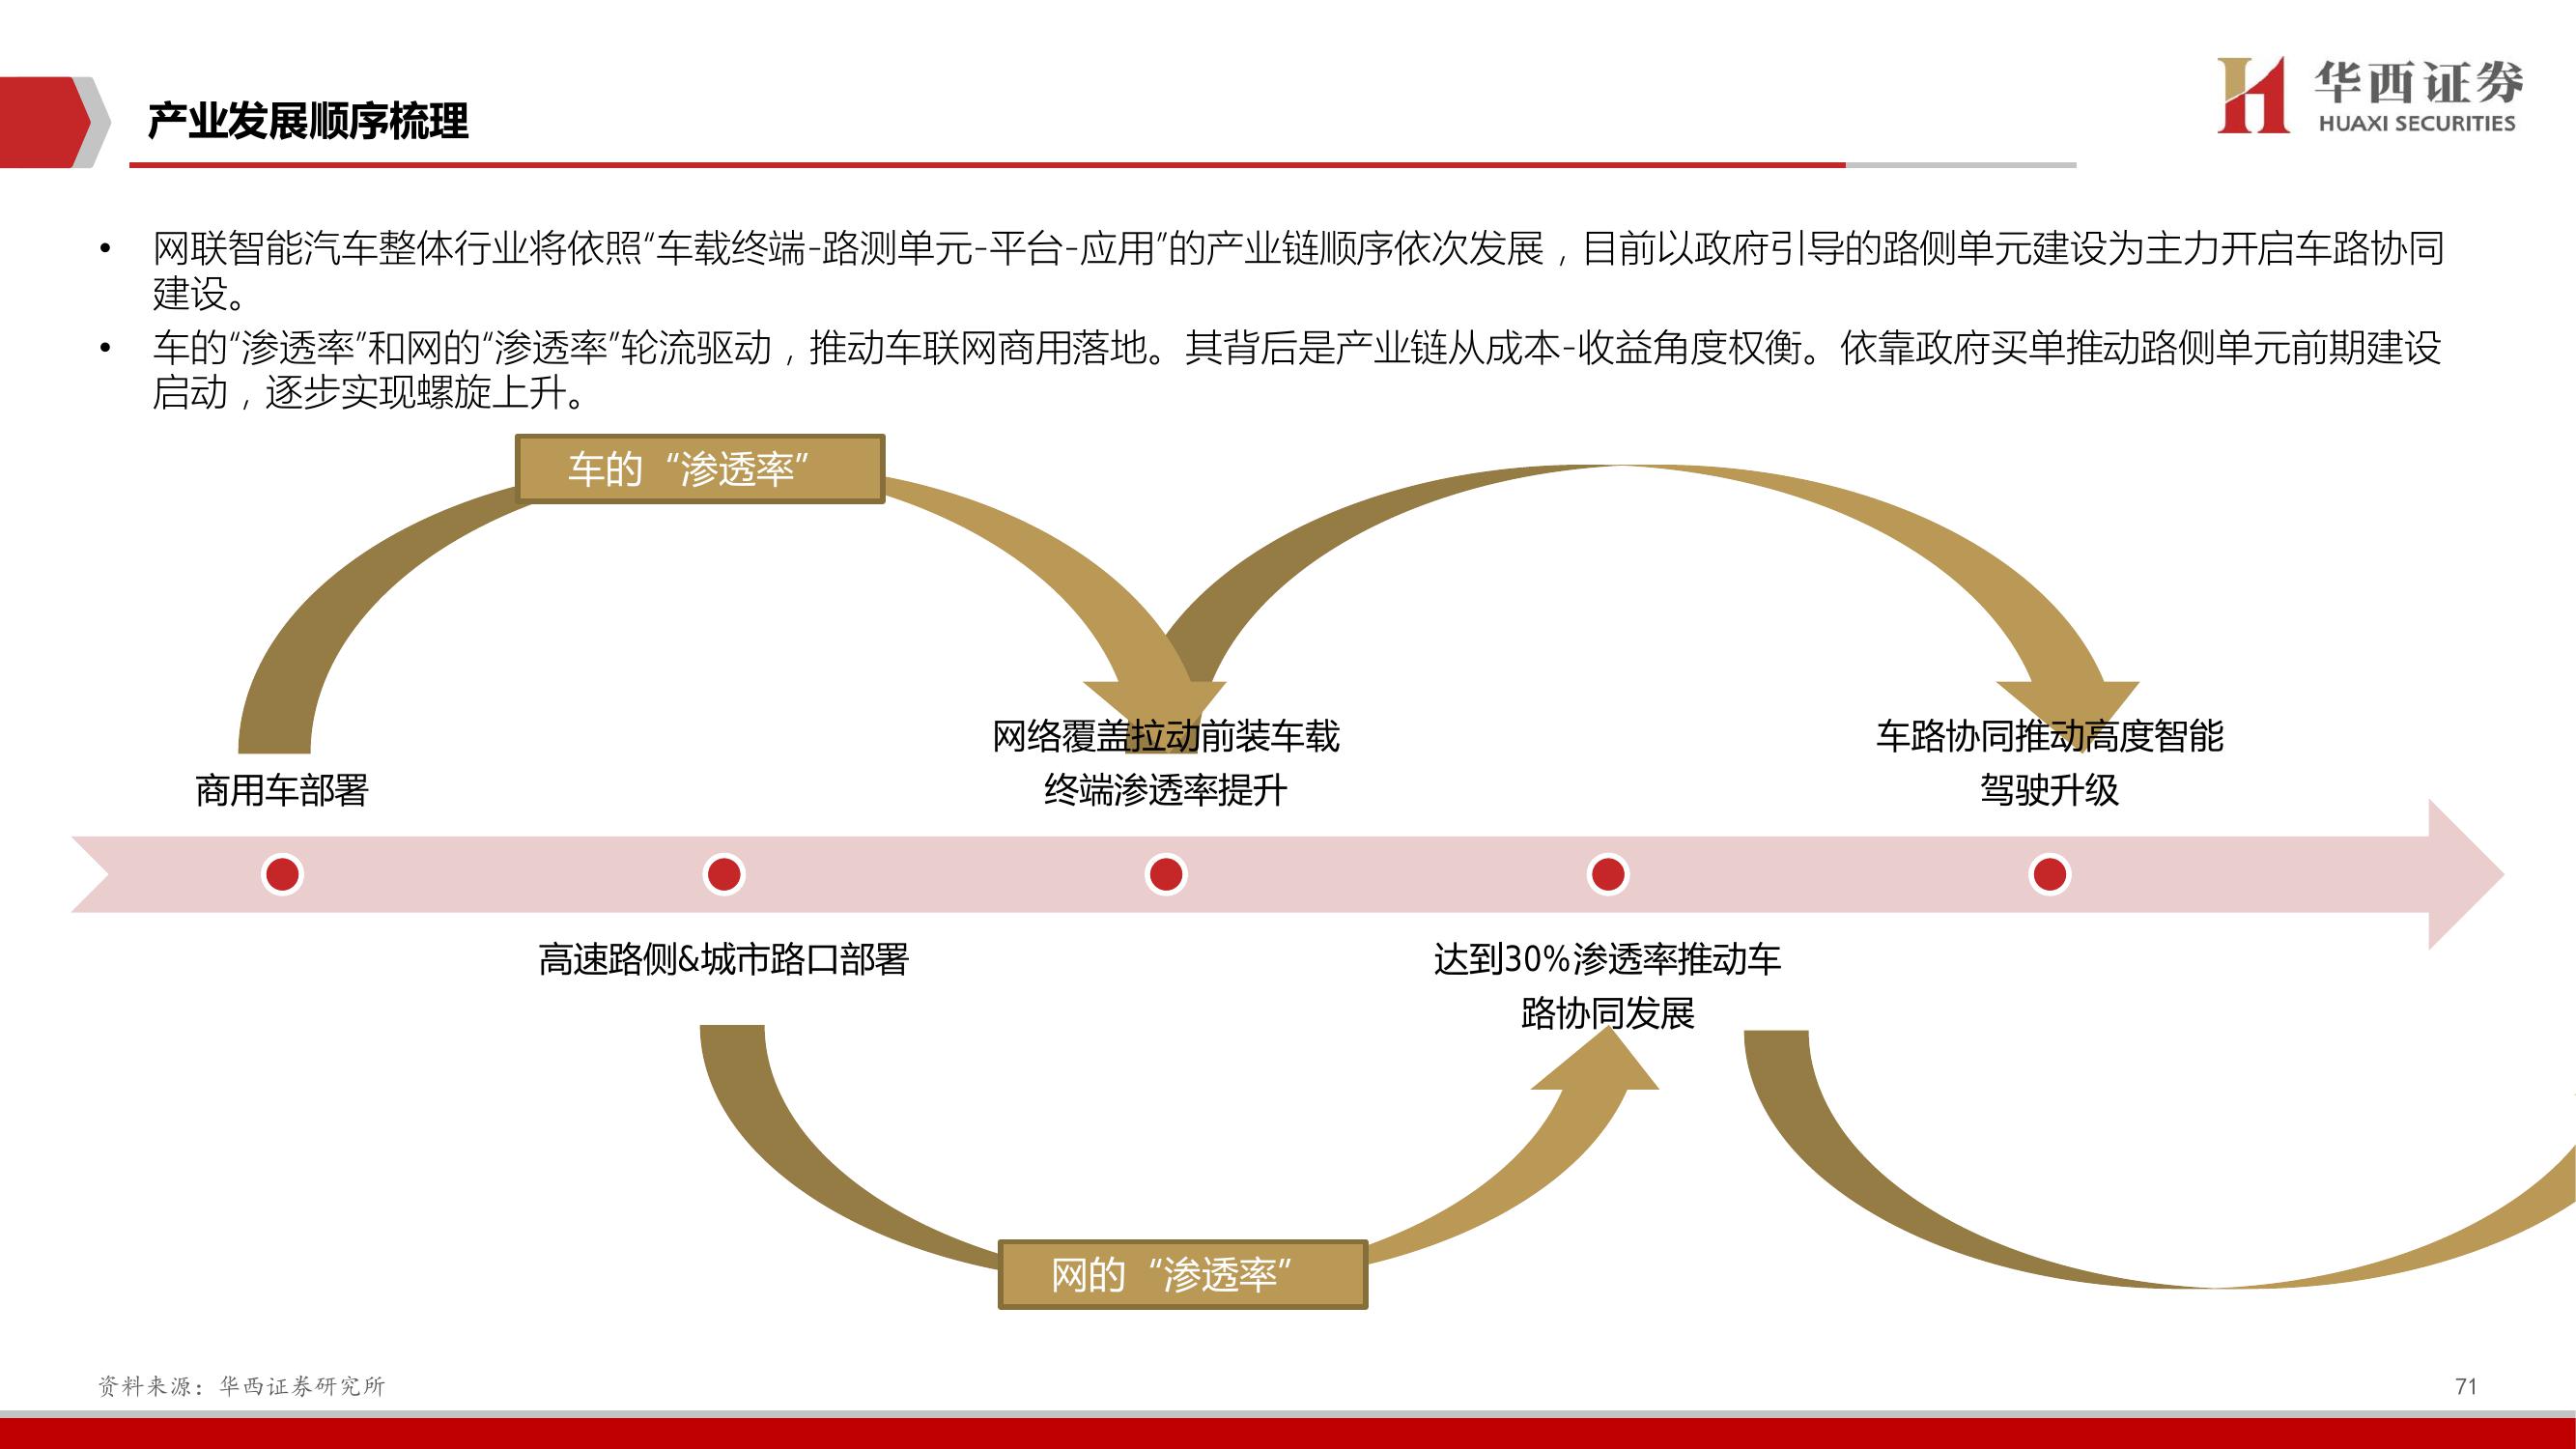 华西证券
HUAXI SECURITIES
产业发展顺序梳理
• 网联智能汽车整体行业将依照“车载终端-路测单元-平台-应用”的产业链顺序依次发展，目前以政府引导的路侧单元建设为主力开启车路协同
建设。
• 车的“渗透率”和网的“渗透率”轮流驱动，推动车联网商用落地。其背后是产业链从成本-收益角度权衡。依靠政府买单推动路侧单元前期建设
启动，逐步实现螺旋上升。
车的“渗透率”
商用车部署
网络覆盖拉动前装车载
终端渗透率提升
车路协同推动高度智能
驾驶升级
高速路侧&城市路口部署
达到30%渗透率推动车
路协同发展
网的“渗透率”
资料来源：华西证券研究所
71